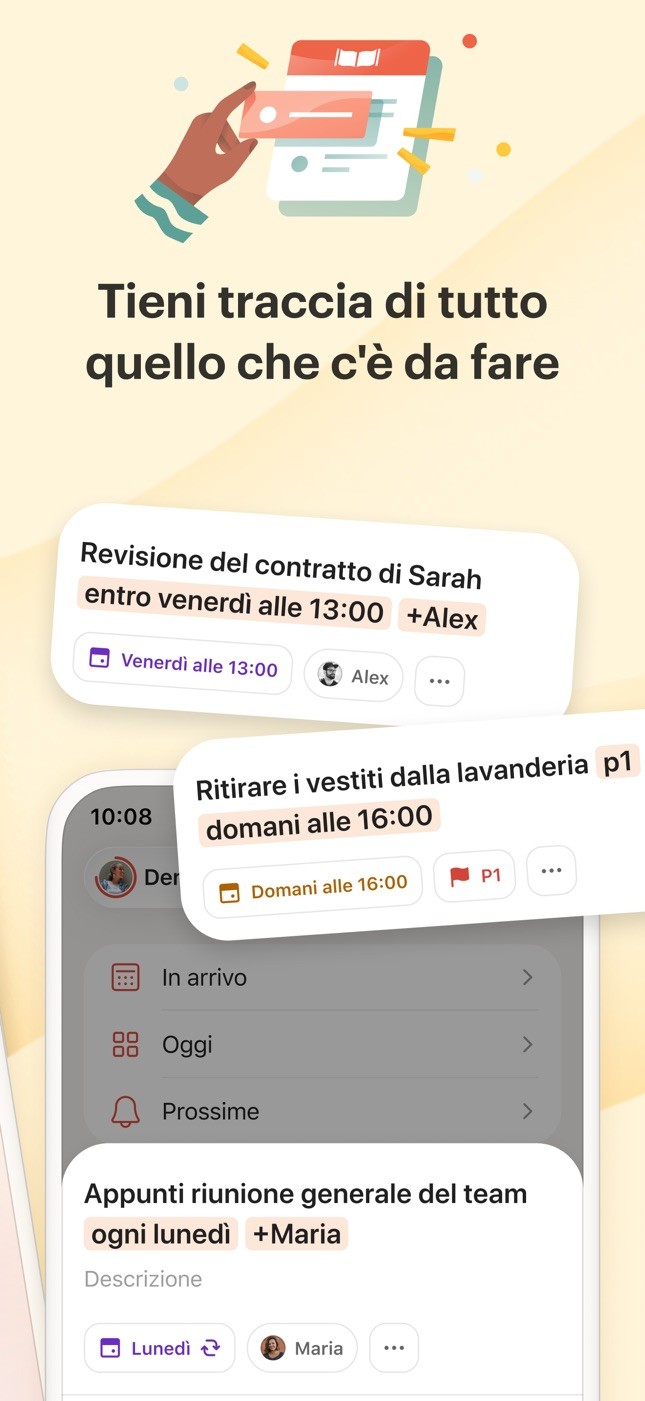 Tieni traccia di tutto
quello che c'è da fare
Revisione del contratto di Sarah
entro venerdì alle 13:00 +Alex
Venerdì alle 13:00 Alex ...
Ritirare i vestiti dalla lavanderia p1
domani alle 16:00
Domani alle 16:00 P1 ...
10:08
In arrivo
Oggi
Prossime
Appunti riunione generale del team
ogni lunedì +Maria
Descrizione
Lunedì Maria ...